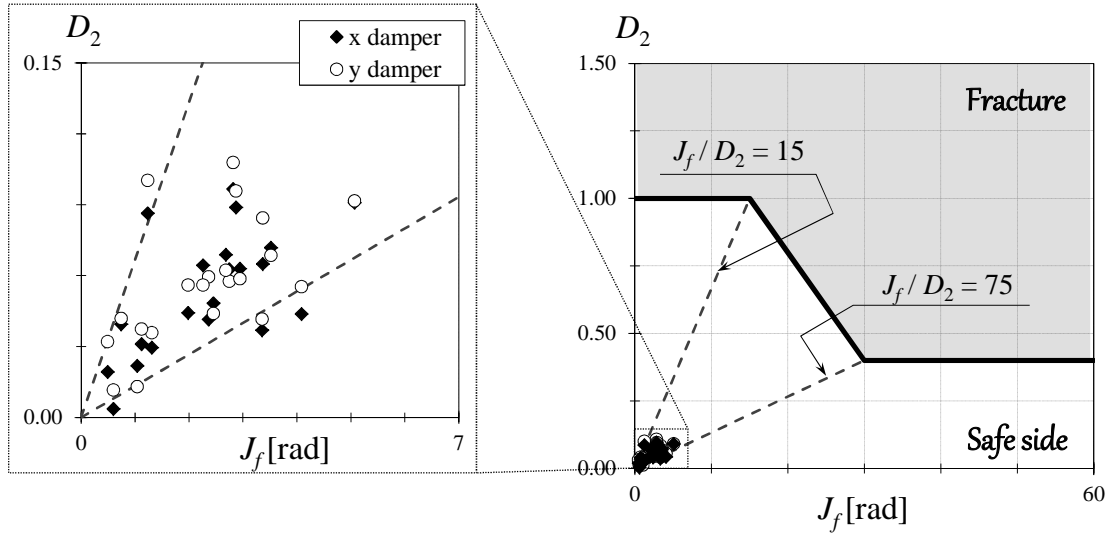 D2
x damper
y damper
0.15
0.00
0
7
Jf [rad]
D2
1.50
1.00
0.50
0.00
0
60
Jf [rad]
Fracture
Jf / D2 = 15
Jf / D2 = 75
Safe side